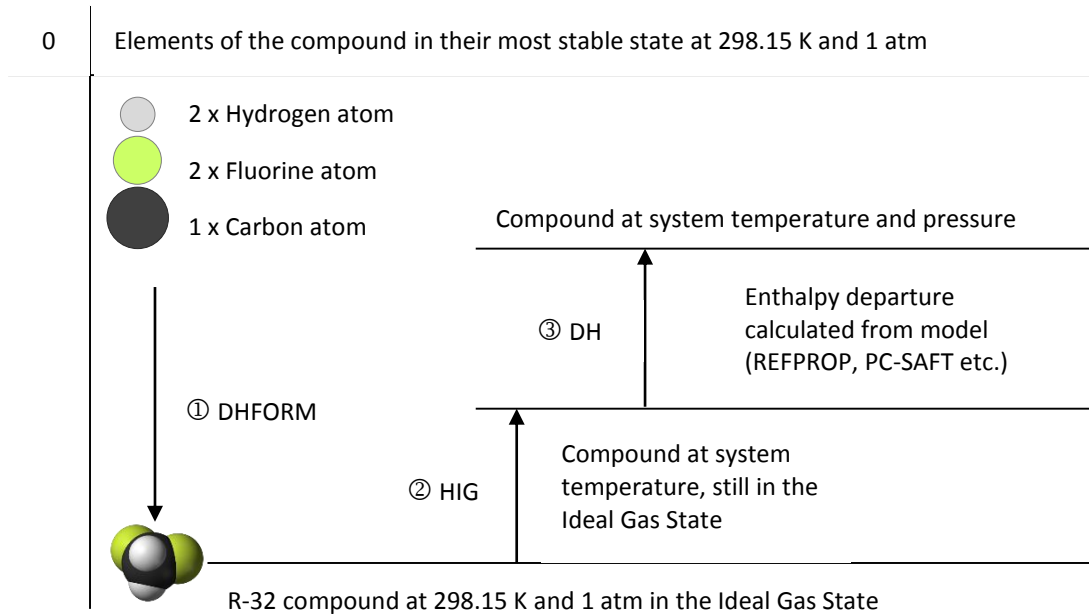 0
Elements of the compound in their most stable state at 298.15 K and 1 atm
2 x Hydrogen atom
2 x Fluorine atom
1 x Carbon atom
Compound at system temperature and pressure
③ DH
Enthalpy departure
calculated from model
(REFPROP, PC-SAFT etc.)
① DHFORM
② HIG
Compound at system
temperature, still in the
Ideal Gas State
R-32 compound at 298.15 K and 1 atm in the Ideal Gas State